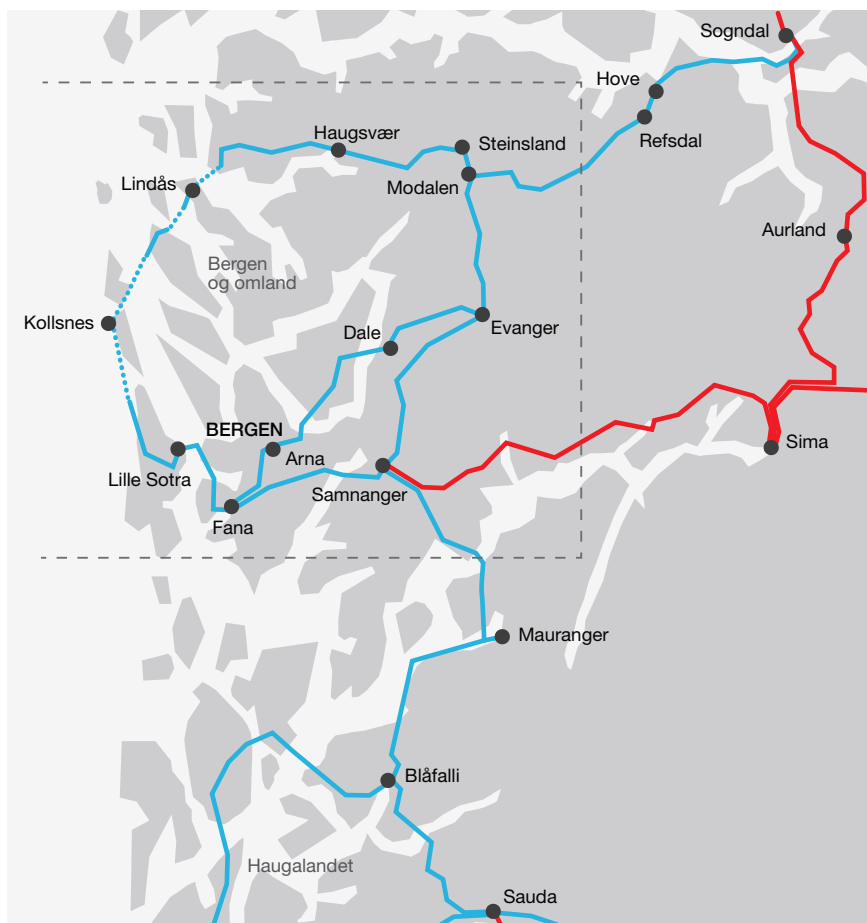 Sogndal
Hove
Refsdal
Haugsvær
Steinsland
Modalen
Lindås
Aurland
Bergen
og omland
Kollsnes
Dale
Evanger
BERGEN
Arna
Sima
Lille Sotra
Samnanger
Fana
Mauranger
Blåfalli
Haugalandet
Sauda